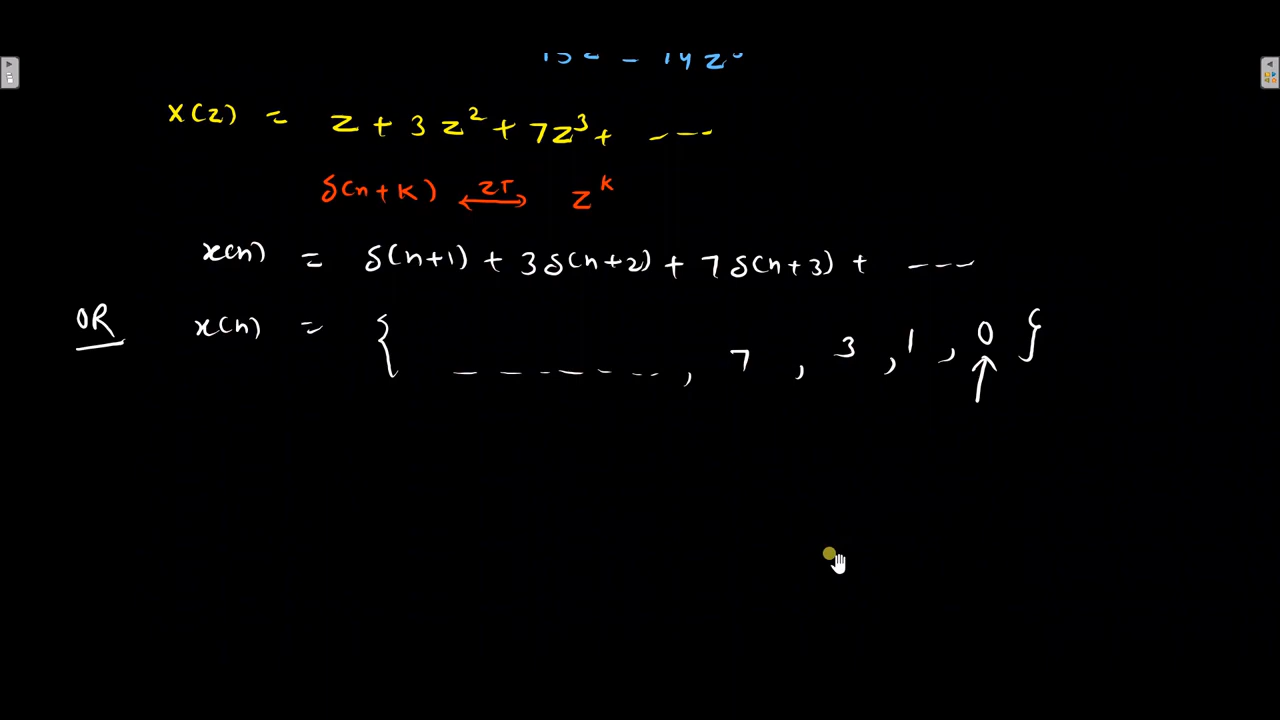 X(z) = z + 3z² + 7z³ + ----
δ(n+k) ⟷ZT z^k
x(n) = δ(n+1) + 3δ(n+2) + 7δ(n+3) + ---
OR x(n) = { ------, 7, 3, 1, 0 }
↑